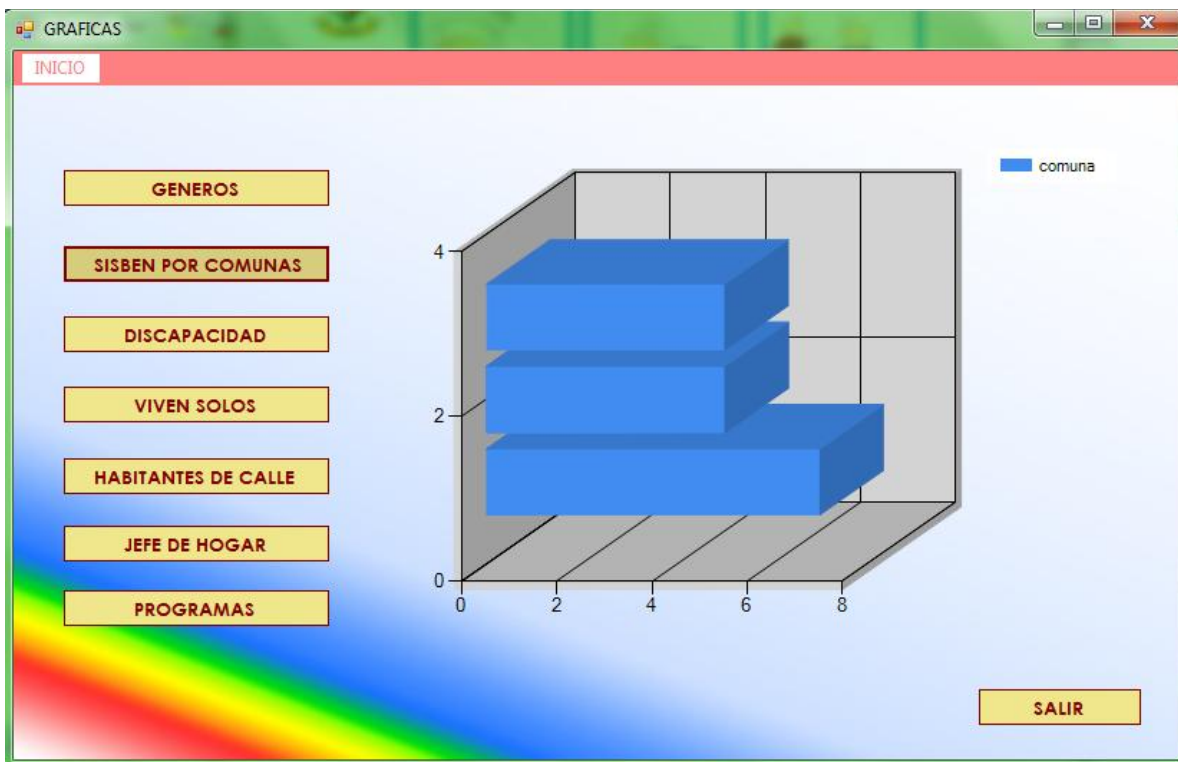 GRAFICAS
INICIO
GENEROS
SISBEN POR COMUNAS
DISCAPACIDAD
VIVEN SOLOS
HABITANTES DE CALLE
JEFE DE HOGAR
PROGRAMAS
comuna
4
2
0
0 2 4 6 8
SALIR